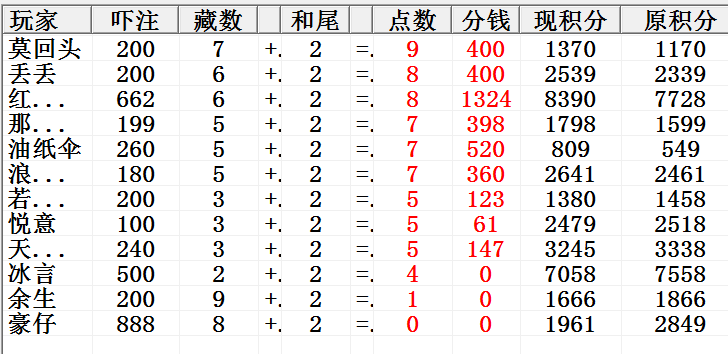 玩家 吓注 藏数 和尾 点数 分钱 现积分 原积分
莫回头 200 7 +. 2 =. 9 400 1370 1170
丢丢 200 6 +. 2 =. 8 400 2539 2339
红... 662 6 +. 2 =. 8 1324 8390 7728
那... 199 5 +. 2 =. 7 398 1798 1599
油纸伞 260 5 +. 2 =. 7 520 809 549
浪... 180 5 +. 2 =. 7 360 2641 2461
若... 200 3 +. 2 =. 5 123 1380 1458
悦意 100 3 +. 2 =. 5 61 2479 2518
天... 240 3 +. 2 =. 5 147 3245 3338
冰言 500 2 +. 2 =. 4 0 7058 7558
余生 200 9 +. 2 =. 1 0 1666 1866
豪仔 888 8 +. 2 =. 0 0 1961 2849